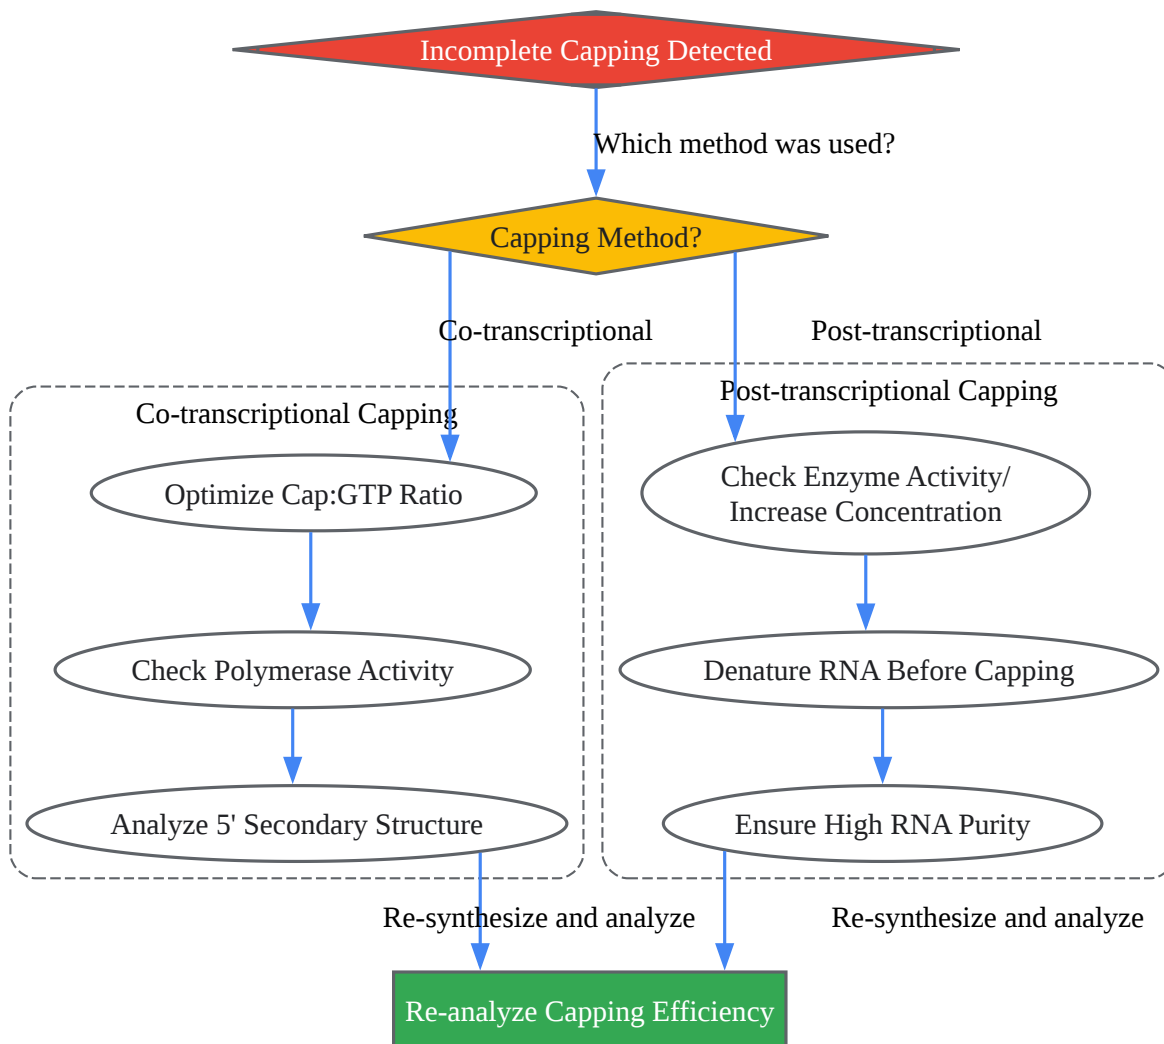 Incomplete Capping Detected
Which method was used?
Capping Method?
Co-transcriptional
Post-transcriptional
Co-transcriptional Capping
Optimize Cap:GTP Ratio
Check Polymerase Activity
Analyze 5' Secondary Structure
Post-transcriptional Capping
Check Enzyme Activity/
Increase Concentration
Denature RNA Before Capping
Ensure High RNA Purity
Re-synthesize and analyze
Re-synthesize and analyze
Re-analyze Capping Efficiency